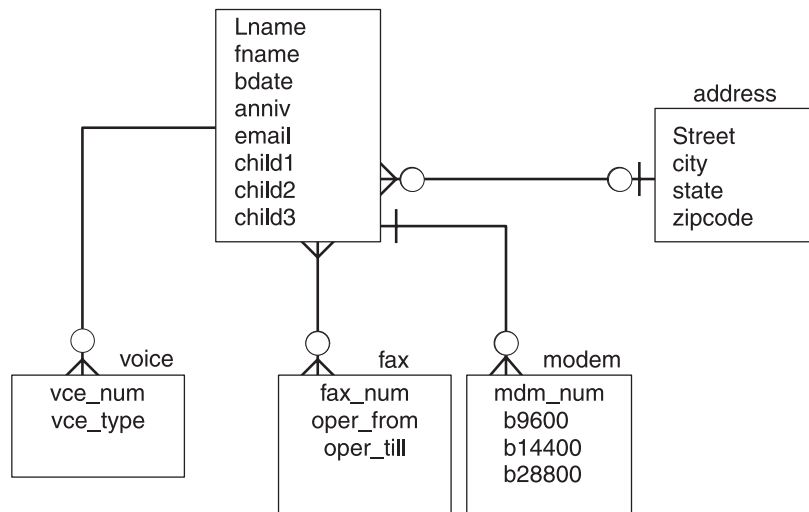 Lname
fname
bdate
anniv
email
child1
child2
child3
address
Street
city
state
zipcode
voice
vce_num
vce_type
fax
fax_num
oper_from
oper_till
modem
mdm_num
b9600
b14400
b28800